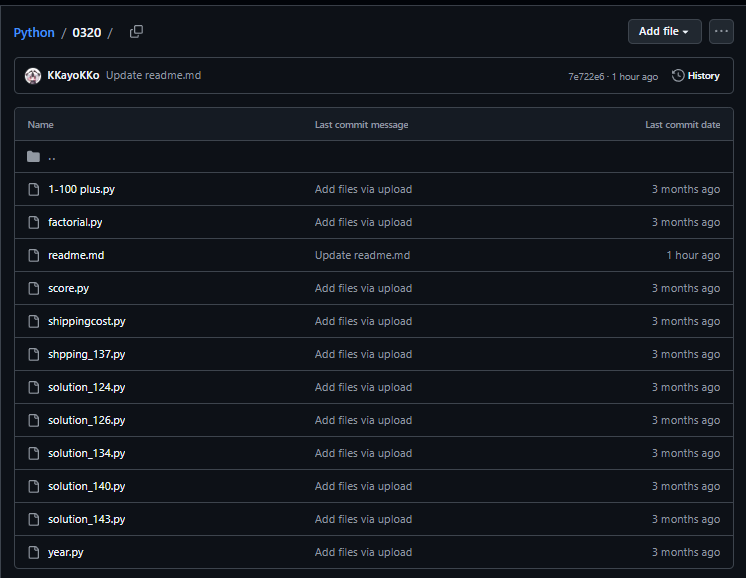 Python / 0320 /
Add file
KKayoKKo Update readme.md
7e722e6 · 1 hour ago History
Name Last commit message Last commit date
..
1-100 plus.py Add files via upload 3 months ago
factorial.py Add files via upload 3 months ago
readme.md Update readme.md 1 hour ago
score.py Add files via upload 3 months ago
shippingcost.py Add files via upload 3 months ago
shpping_137.py Add files via upload 3 months ago
solution_124.py Add files via upload 3 months ago
solution_126.py Add files via upload 3 months ago
solution_134.py Add files via upload 3 months ago
solution_140.py Add files via upload 3 months ago
solution_143.py Add files via upload 3 months ago
year.py Add files via upload 3 months ago